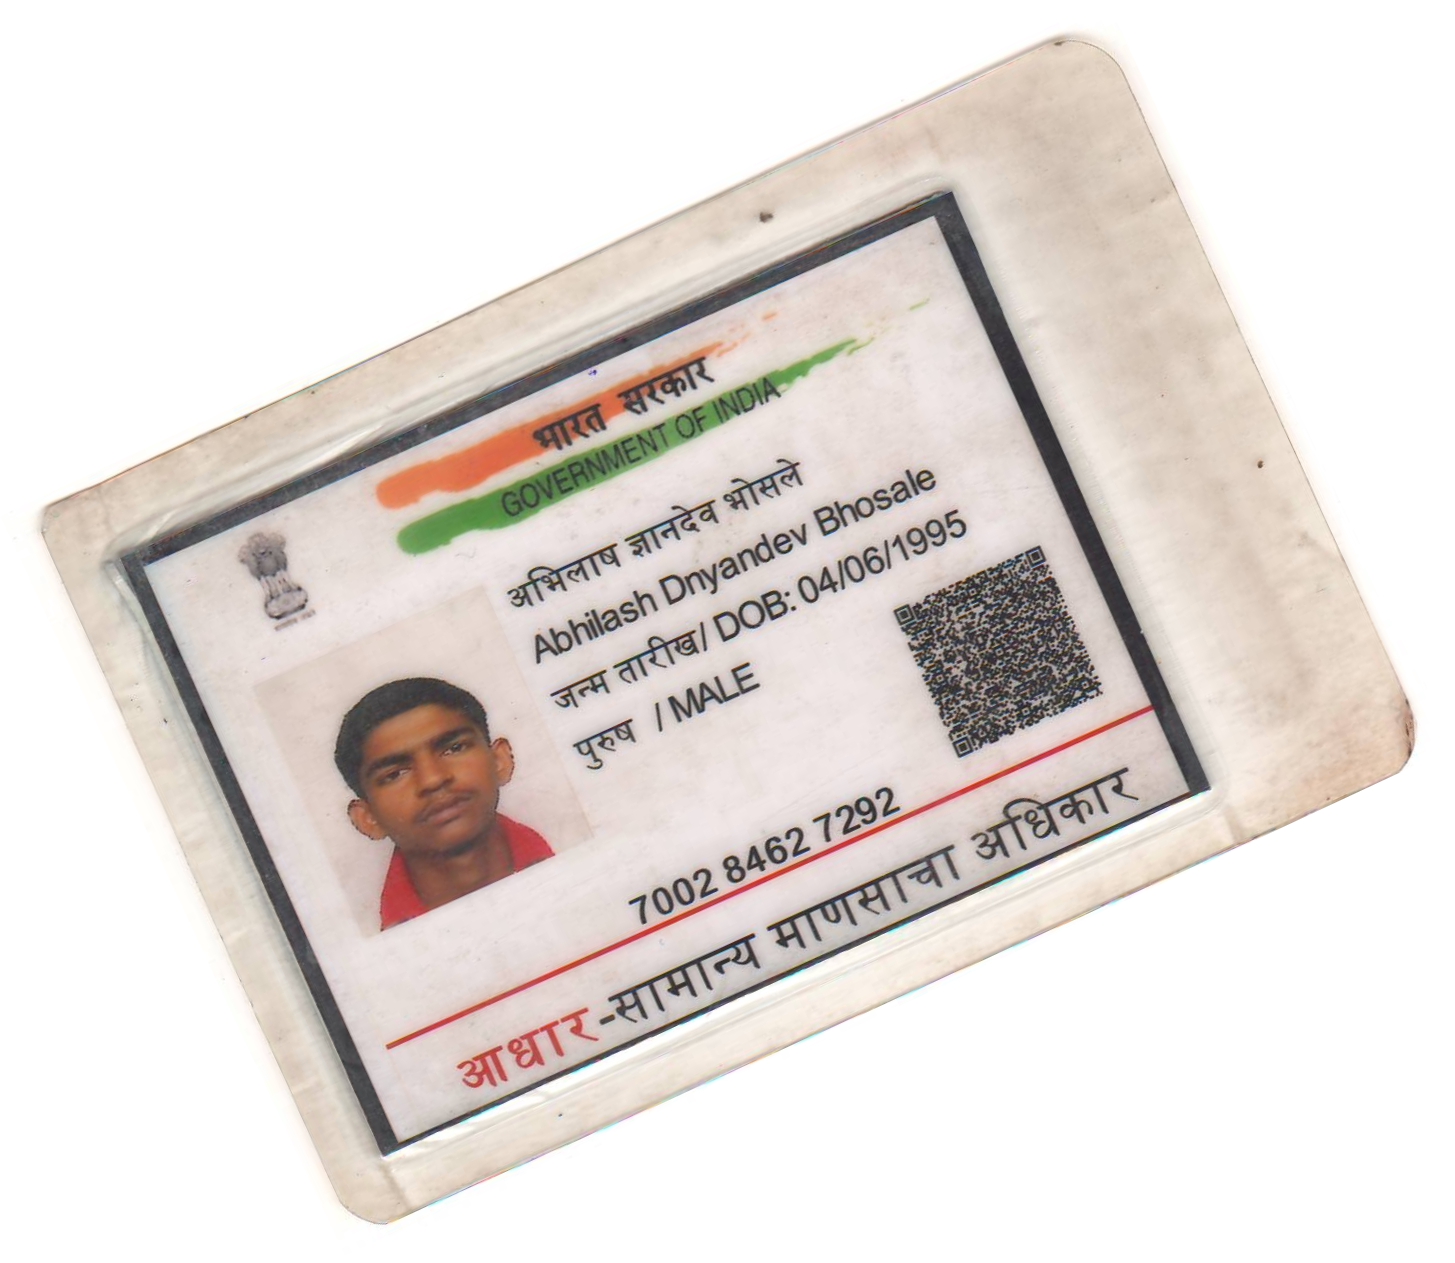 भारत सरकार
GOVERNMENT OF INDIA
अभिलाष ज्ञानदेव भोसले
Abhilash Dnyandev Bhosale
जन्म तारीख/ DOB: 04/06/1995
पुरुष / MALE
7002 8462 7292
आधार-सामान्य माणसाचा अधिकार